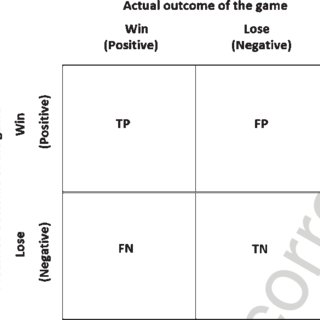 Actual outcome of the game
Win
(Positive)
Lose
(Negative)
Win
(Positive)
TP
FP
Lose
(Negative)
FN
TN